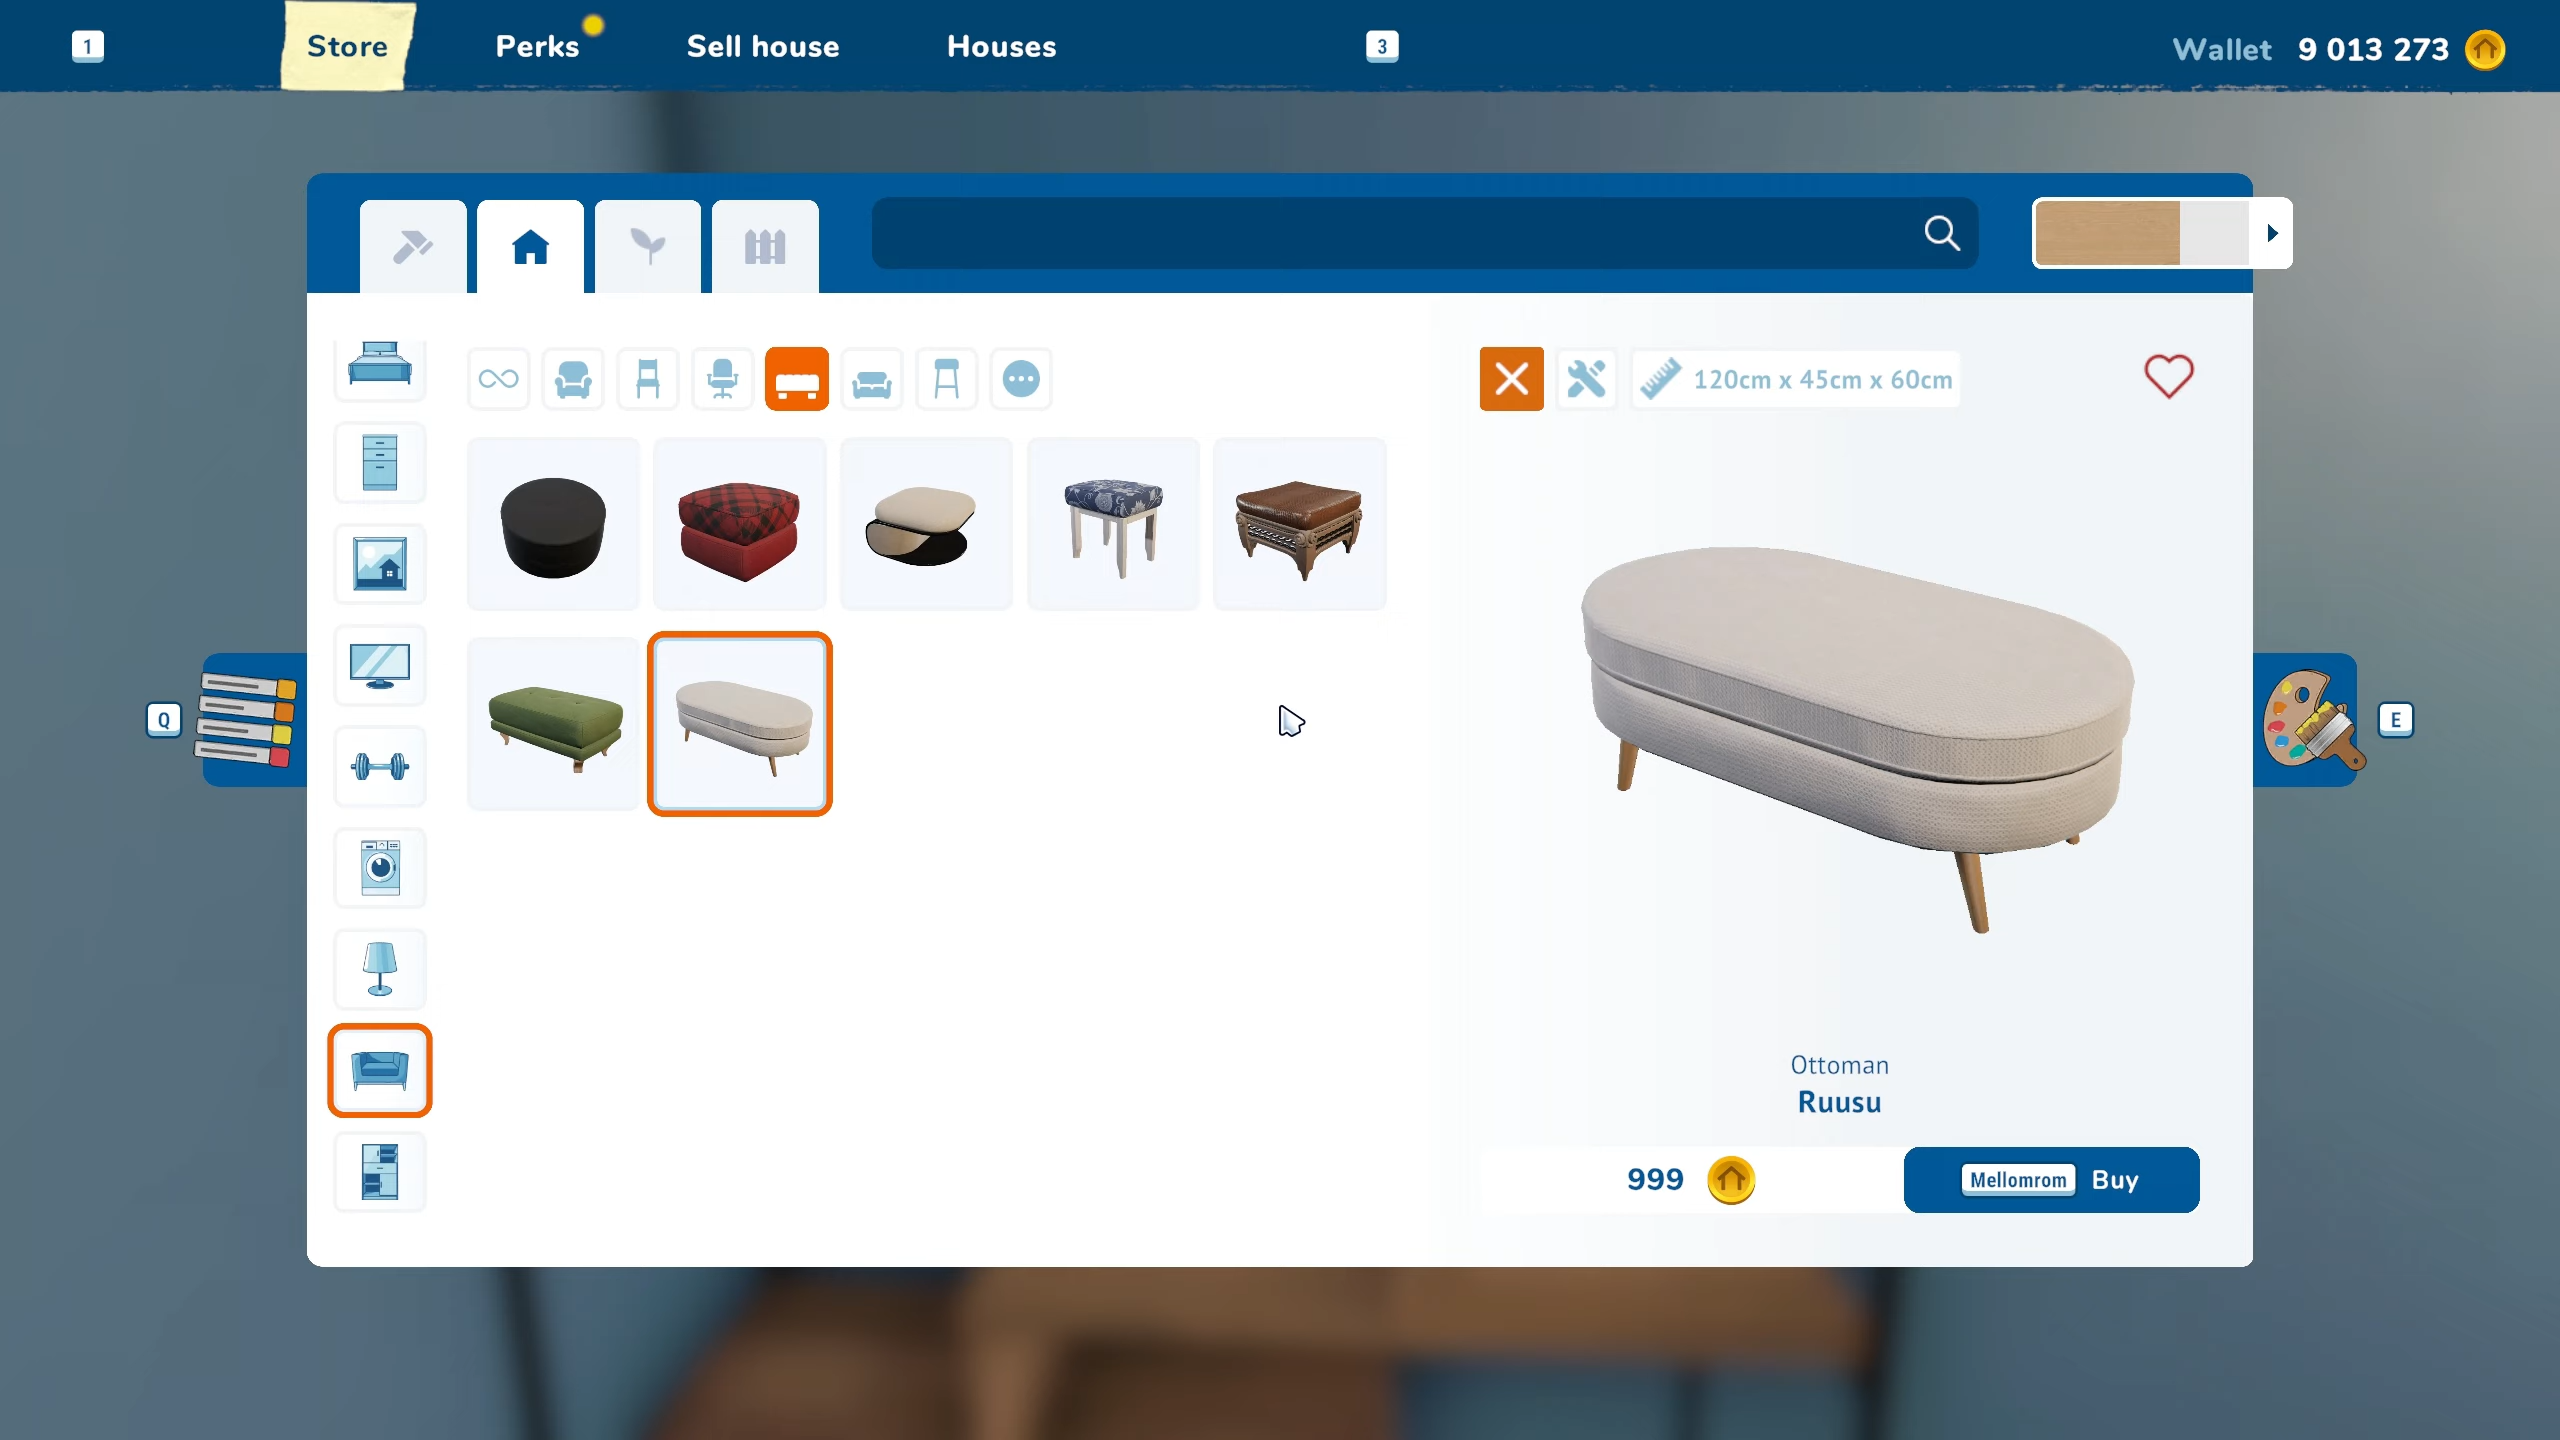 1
Store
Perks
Sell house
Houses
3
Wallet 9 013 273
120cm x 45cm x 60cm
Q
E
Ottoman
Ruusu
999
Mellomrom Buy